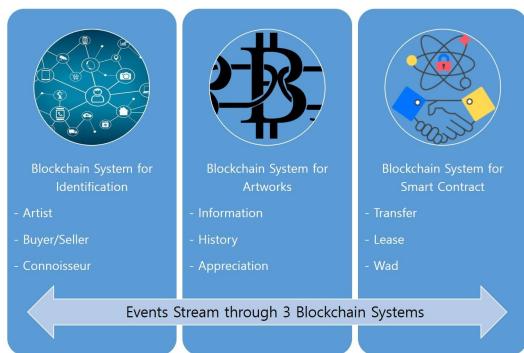 Blockchain System for
Identification
- Artist
- Buyer/Seller
- Connoisseur
Blockchain System for
Artworks
- Information
- History
- Appreciation
Blockchain System for
Smart Contract
- Transfer
- Lease
- Wad
Events Stream through 3 Blockchain Systems